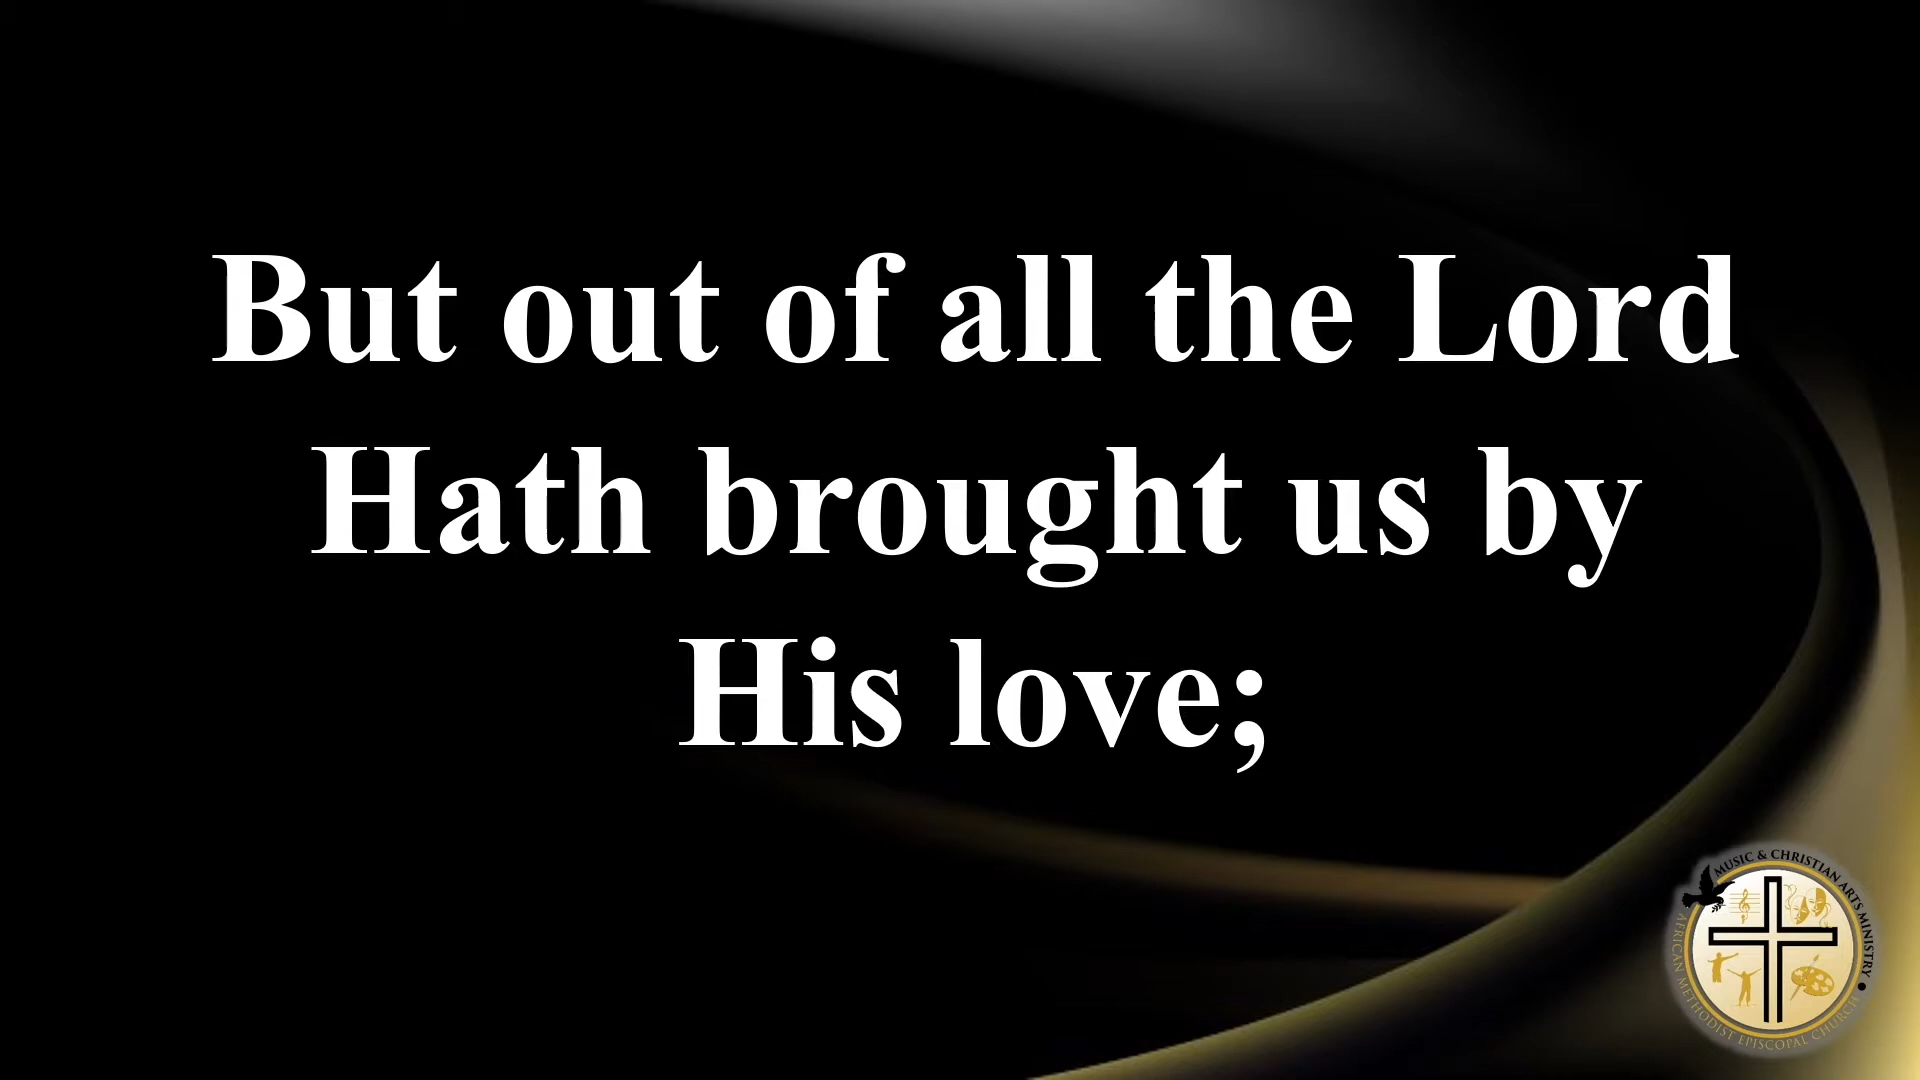 But out of all the Lord
Hath brought us by
His love;
MUSIC & CHRISTIAN ARTS MINISTRY •
AFRICAN METHODIST EPISCOPAL CHURCH